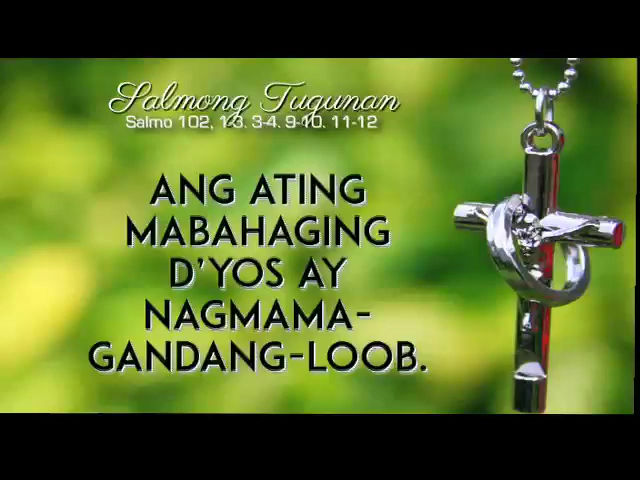 Salmong Tugunan
Salmo 102, 1-3. 3-4. 9-10. 11-12
ANG ATING
MABAHAGING
D'YOS AY
NAGMAMA-
GANDANG-LOOB.